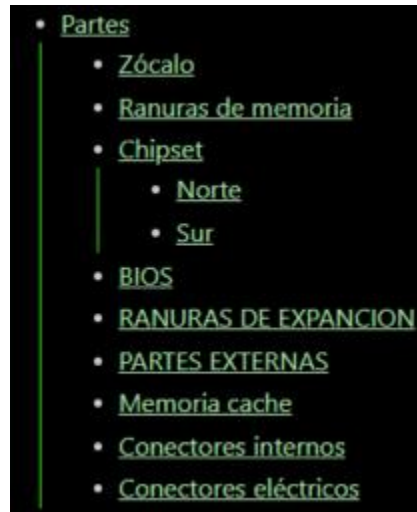 Partes
Zócalo
Ranuras de memoria
Chipset
Norte
Sur
BIOS
RANURAS DE EXPANCION
PARTES EXTERNAS
Memoria cache
Conectores internos
Conectores eléctricos